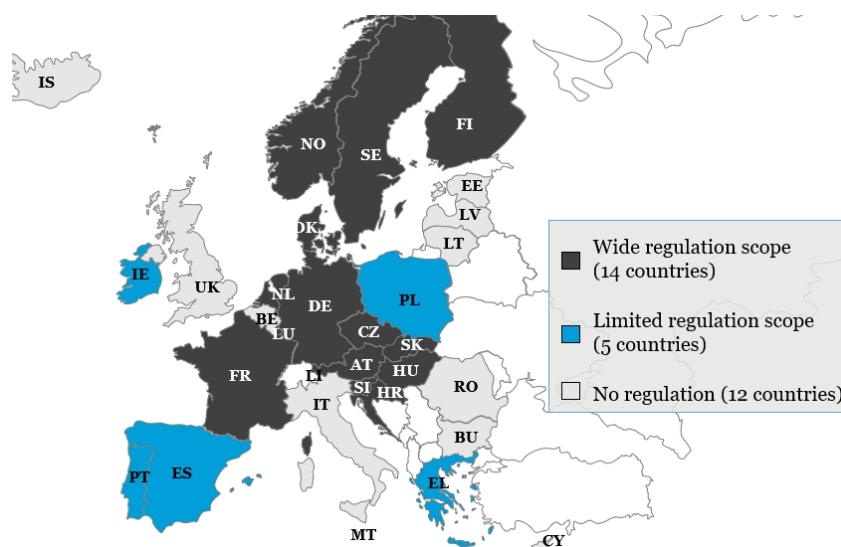 IS
FI
NO
SE
EE
DK
LV
LT
IE
UK
NL
DE
PL
BE
LU
CZ
SK
FR
LI
AT
HU
SI
HR
RO
IT
BU
PT
ES
EL
MT
CY
Wide regulation scope
(14 countries)
Limited regulation scope
(5 countries)
No regulation (12 countries)